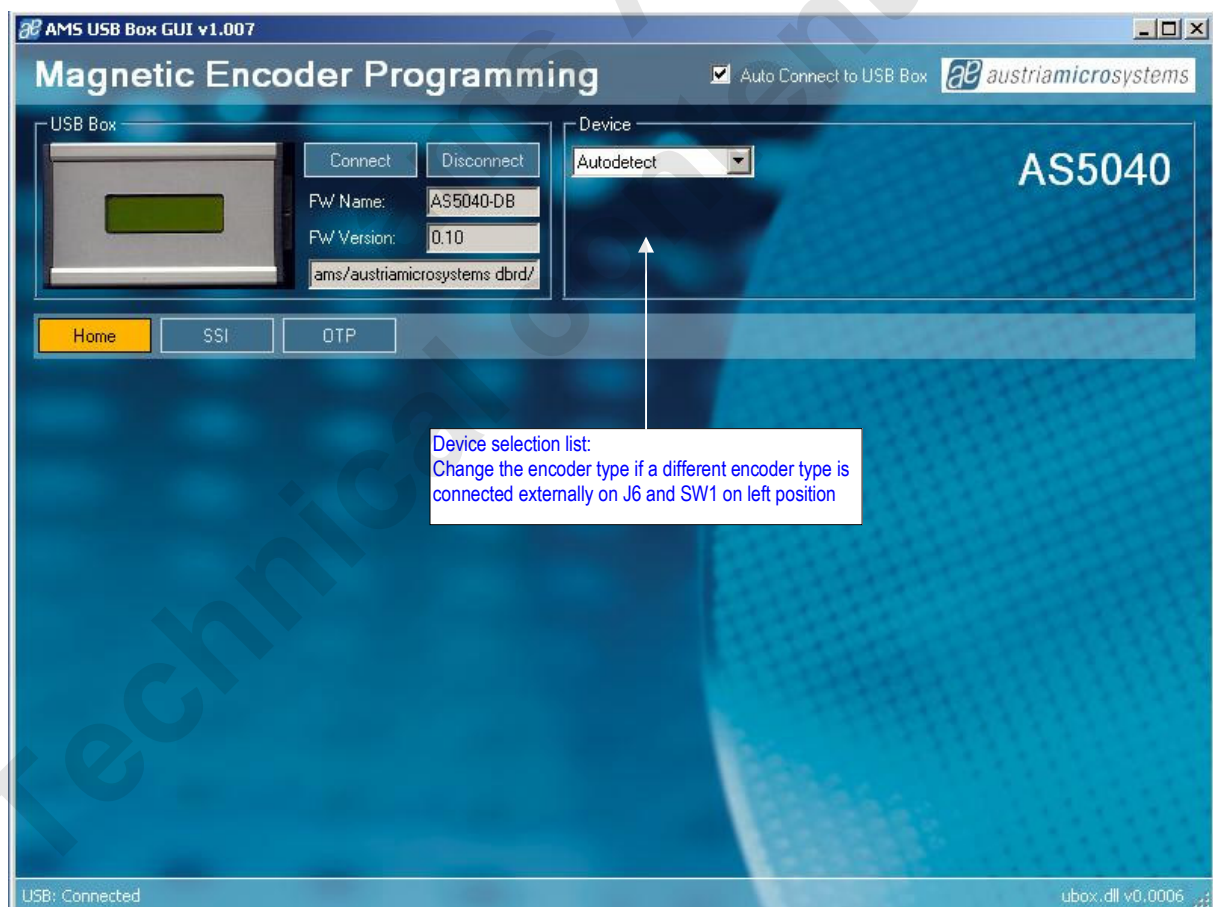 AMS USB Box GUI v1.007
Magnetic Encoder Programming
Auto Connect to USB Box
austriamicrosystems
USB Box
Connect
Disconnect
FW Name:
AS5040-DB
FW Version:
0.10
ams/austriamicrosystems dbrd/
Device
Autodetect
AS5040
Home
SSI
OTP
Device selection list:
Change the encoder type if a different encoder type is
connected externally on J6 and SW1 on left position
USB: Connected
ubox.dll v0.0006
Technical